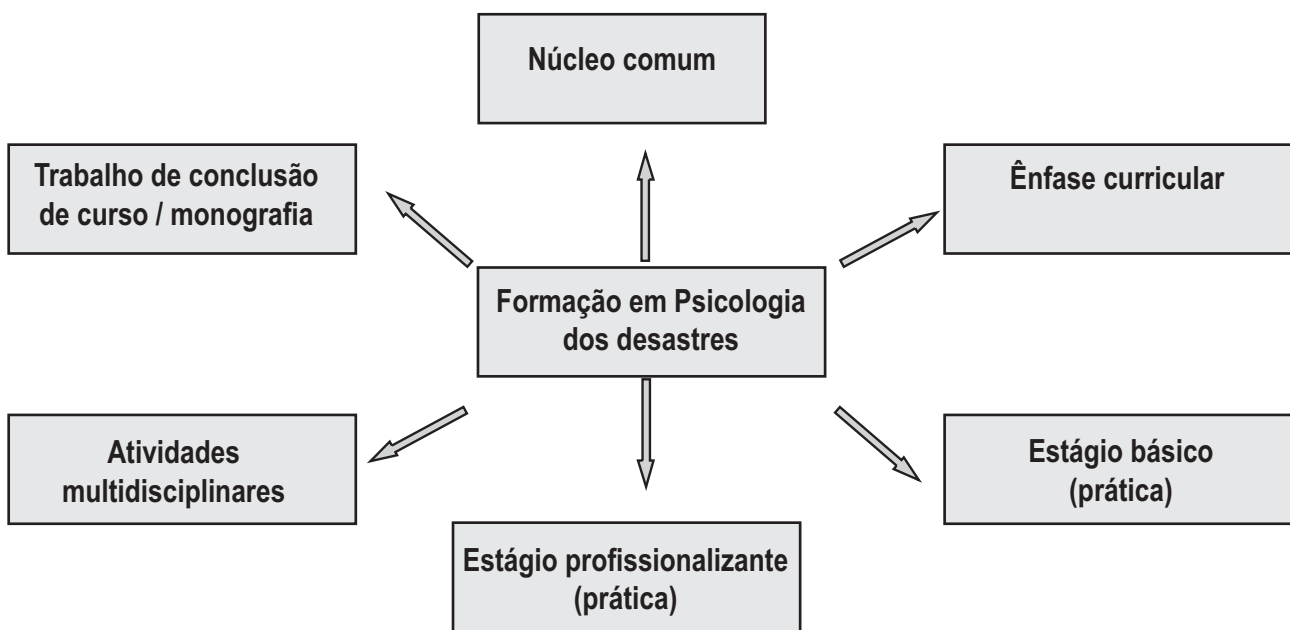 Núcleo comum
Trabalho de conclusão
de curso / monografia
Ênfase curricular
Formação em Psicologia
dos desastres
Atividades
multidisciplinares
Estágio básico
(prática)
Estágio profissionalizante
(prática)